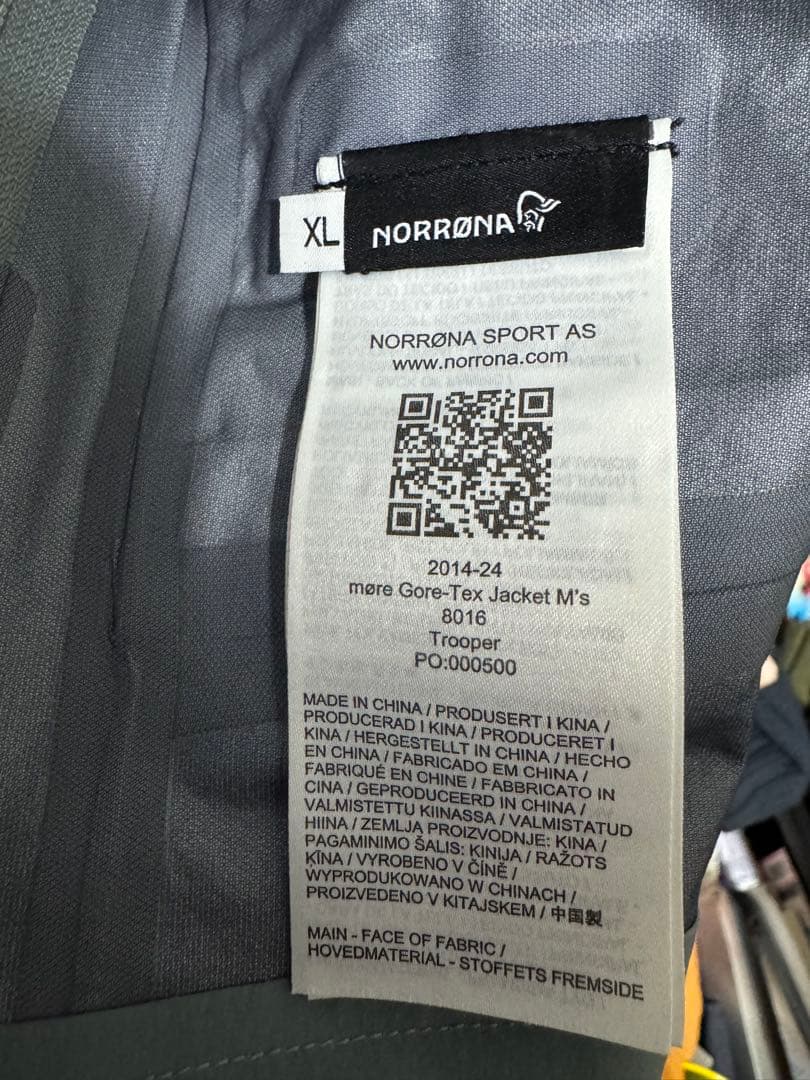 XL
NORRØNA
NORRØNA SPORT AS
www.norrona.com
2014-24
møre Gore-Tex Jacket M's
8016
Trooper
PO:000500
MADE IN CHINA / PRODUSERT I KINA /
PRODUCERAD I KINA / PRODUCERET I
KINA / HERGESTELLT IN CHINA / HECHO
EN CHINA / FABRICADO EM CHINA /
FABRIQUÉ EN CHINE / FABBRICATO IN
CINA / GEPRODUCEERD IN CHINA /
VALMISTETTU KIINASSA / VALMISTATUD
HIINA / ZEMLJA PROIZVODNJE: KINA /
PAGAMINIMO ŠALIS: KINIJA / RAŽOTS
ĶĪNA / VYROBENO V ČÍNĚ /
WYPRODUKOWANO W CHINACH /
PROIZVEDENO V KITAJSKEM / 中国製
MAIN - FACE OF FABRIC /
HOVEDMATERIAL - STOFFETS FREMSIDE